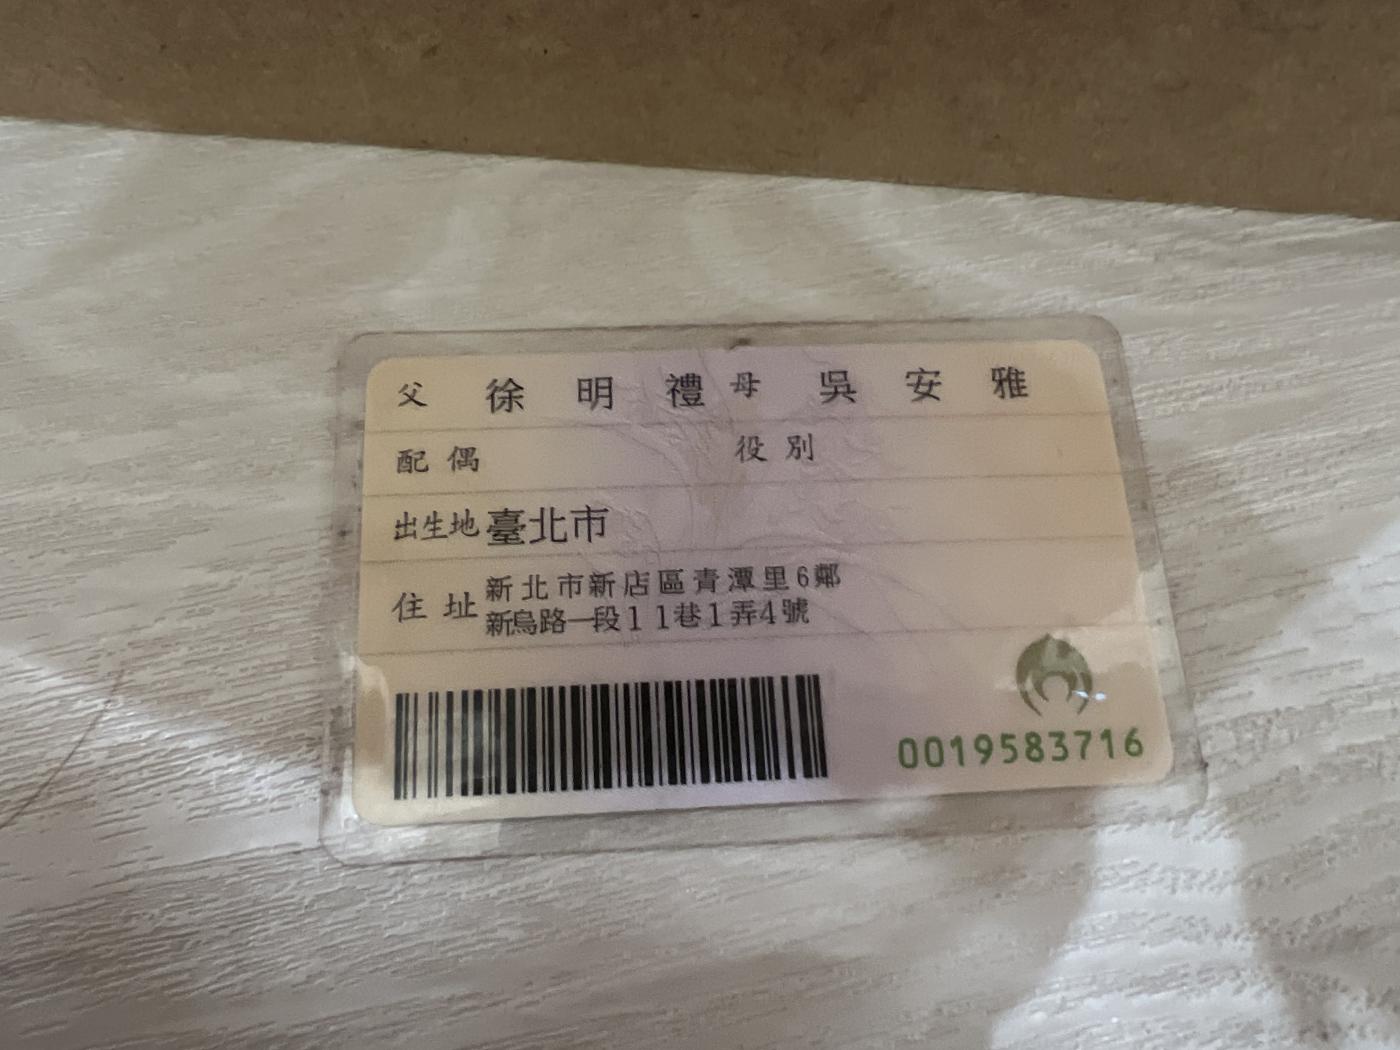 父 徐明禮 母 吳安雅
配偶 役別
出生地 臺北市
住址 新北市新店區青潭里6鄰
新烏路一段11巷1弄4號
0019583716